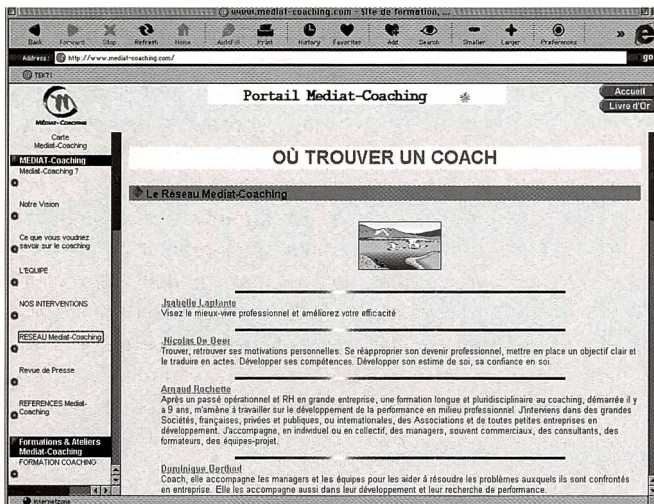 www.mediat-coaching.com - Site de formation, ...
Back Forward Stop Refresh Home AutoFill Print History Favorites Add Search Smaller Larger Preferences »
Address: http://www.mediat-coaching.com/ go
TEXT1
MÉDIAT-COACHING
Portail Mediat-Coaching
Accueil
Livre d'Or
Carte
Mediat-Coaching
MEDIAT-Coaching
Mediat-Coaching ?
Notre Vision
Ce que vous voudriez
savoir sur le coaching
L'EQUIPE
NOS INTERVENTIONS
RESEAU Mediat-Coaching
Revue de Presse
REFERENCES Mediat-
Coaching
Formations & Ateliers
Mediat-Coaching
FORMATION COACHING
OÙ TROUVER UN COACH
Le Réseau Mediat-Coaching
Isabelle Laplante
Visez le mieux-vivre professionnel et améliorez votre efficacité
Nicolas De Beer
Trouver, retrouver ses motivations personnelles. Se réapproprier son devenir professionnel, mettre en place un objectif clair et
le traduire en actes. Développer ses compétences. Développer son estime de soi, sa confiance en soi.
Arnaud Rochette
Après un passé opérationnel et RH en grande entreprise, une formation longue et pluridisciplinaire au coaching, démarrée il y
a 9 ans, m'amène à travailler sur le développement de la performance en milieu professionnel. J'interviens dans des grandes
Sociétés, françaises, privées et publiques, ou internationales, des Associations et de toutes petites entreprises en
développement. J'accompagne, en individuel ou en collectif, des managers, souvent commerciaux, des consultants, des
formateurs, des équipes-projet.
Dominique
Coach, elle accompagne les managers et les équipes pour les aider à résoudre les problèmes auxquels ils sont confrontés
en entreprise. Elle les accompagne aussi dans leur développement et leur recherche de performance.
Internetzone